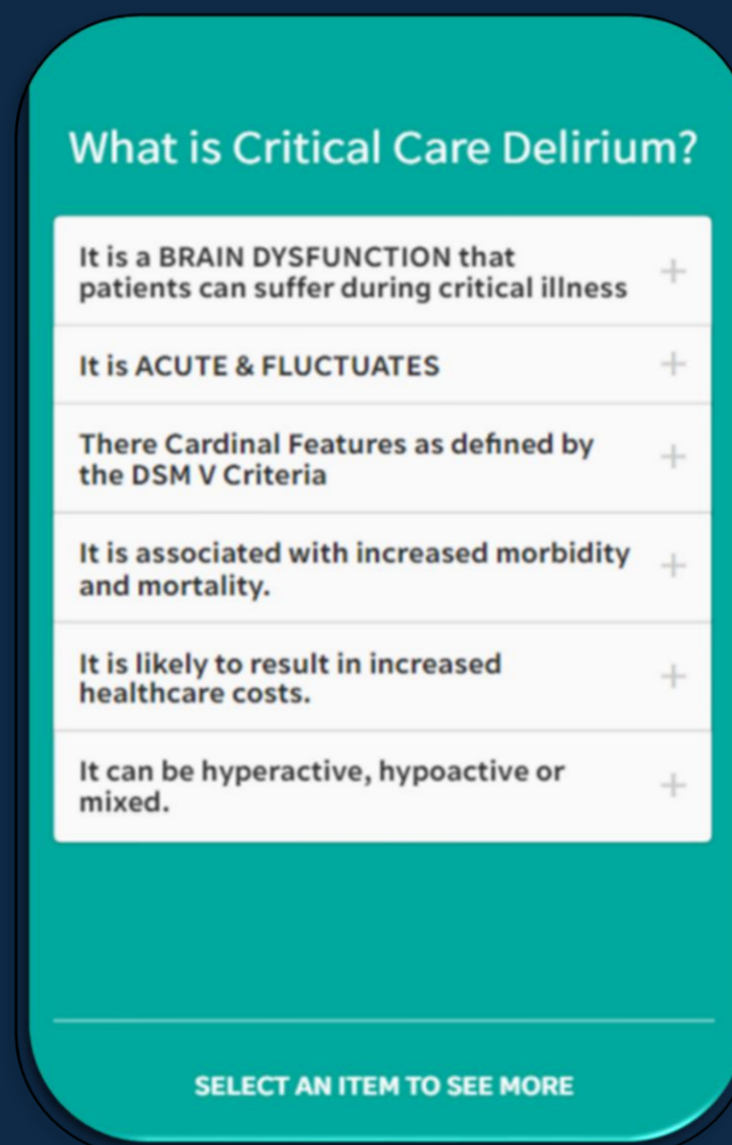 What is Critical Care Delirium?
It is a BRAIN DYSFUNCTION that
patients can suffer during critical illness
It is ACUTE & FLUCTUATES
There Cardinal Features as defined by
the DSM V Criteria
It is associated with increased morbidity
and mortality.
It is likely to result in increased
healthcare costs.
It can be hyperactive, hypoactive or
mixed.
SELECT AN ITEM TO SEE MORE